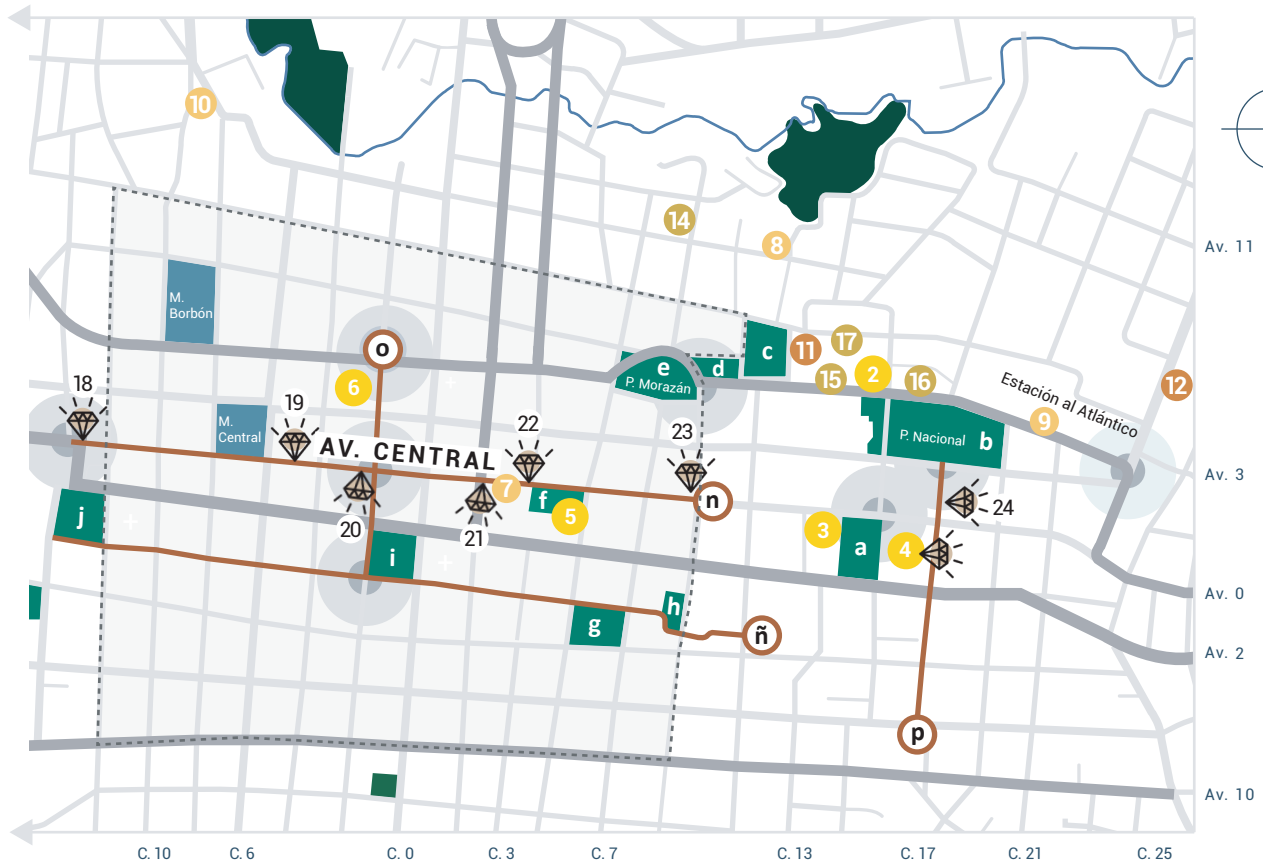 10
14
8
Av. 11
M.
Borbón
o
c
11
17
e
d
P. Morazán
15
2
16
12
6
18
Estación al Atlántico
19
M.
Central
AV. CENTRAL
22
23
9
P. Nacional
b
Av. 3
7
f
n
24
5
j
20
21
3
a
4
i
Av. 0
h
g
ñ
Av. 2
p
Av. 10
C. 10
C. 6
C. 0
C. 3
C. 7
C. 13
C. 17
C. 21
C. 25